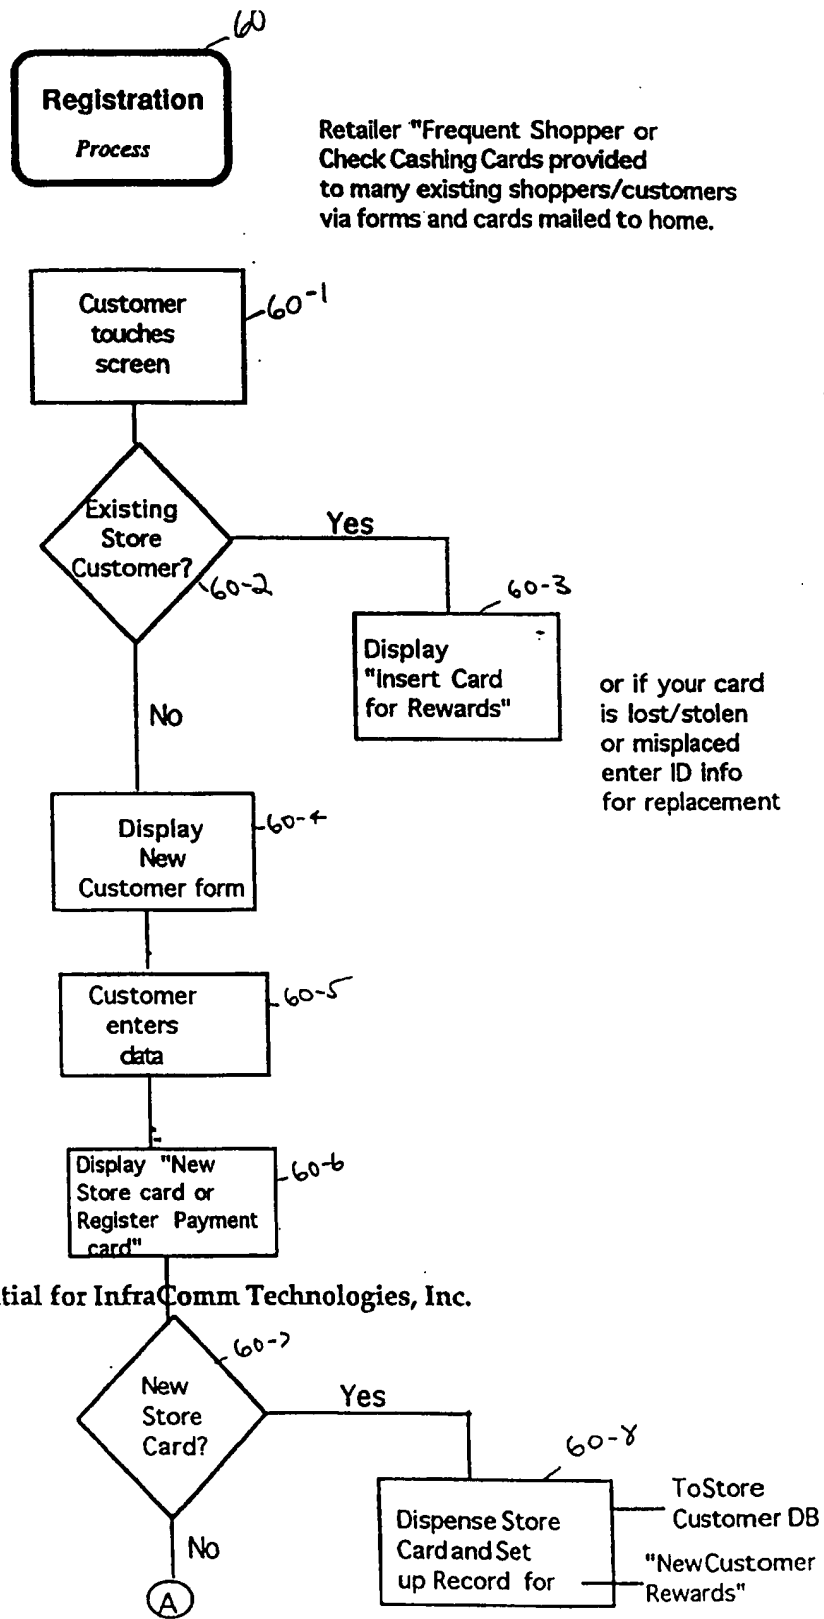 60
Registration
Process
Retailer "Frequent Shopper or
Check Cashing Cards provided
to many existing shoppers/customers
via forms and cards mailed to home.
Customer
touches
screen
60-1
Existing
Store
Customer?
60-2
Yes
60-3
Display
"Insert Card
for Rewards"
or if your card
is lost/stolen
or misplaced
enter ID info
for replacement
No
Display
New
Customer form
60-4
Customer
enters
data
60-5
Display "New
Store card or
Register Payment
card"
60-6
tial for InfraComm Technologies, Inc.
60-7
New
Store
Card?
Yes
60-8
Dispense Store
Card and Set
up Record for
To Store
Customer DB
"New Customer
Rewards"
No
A